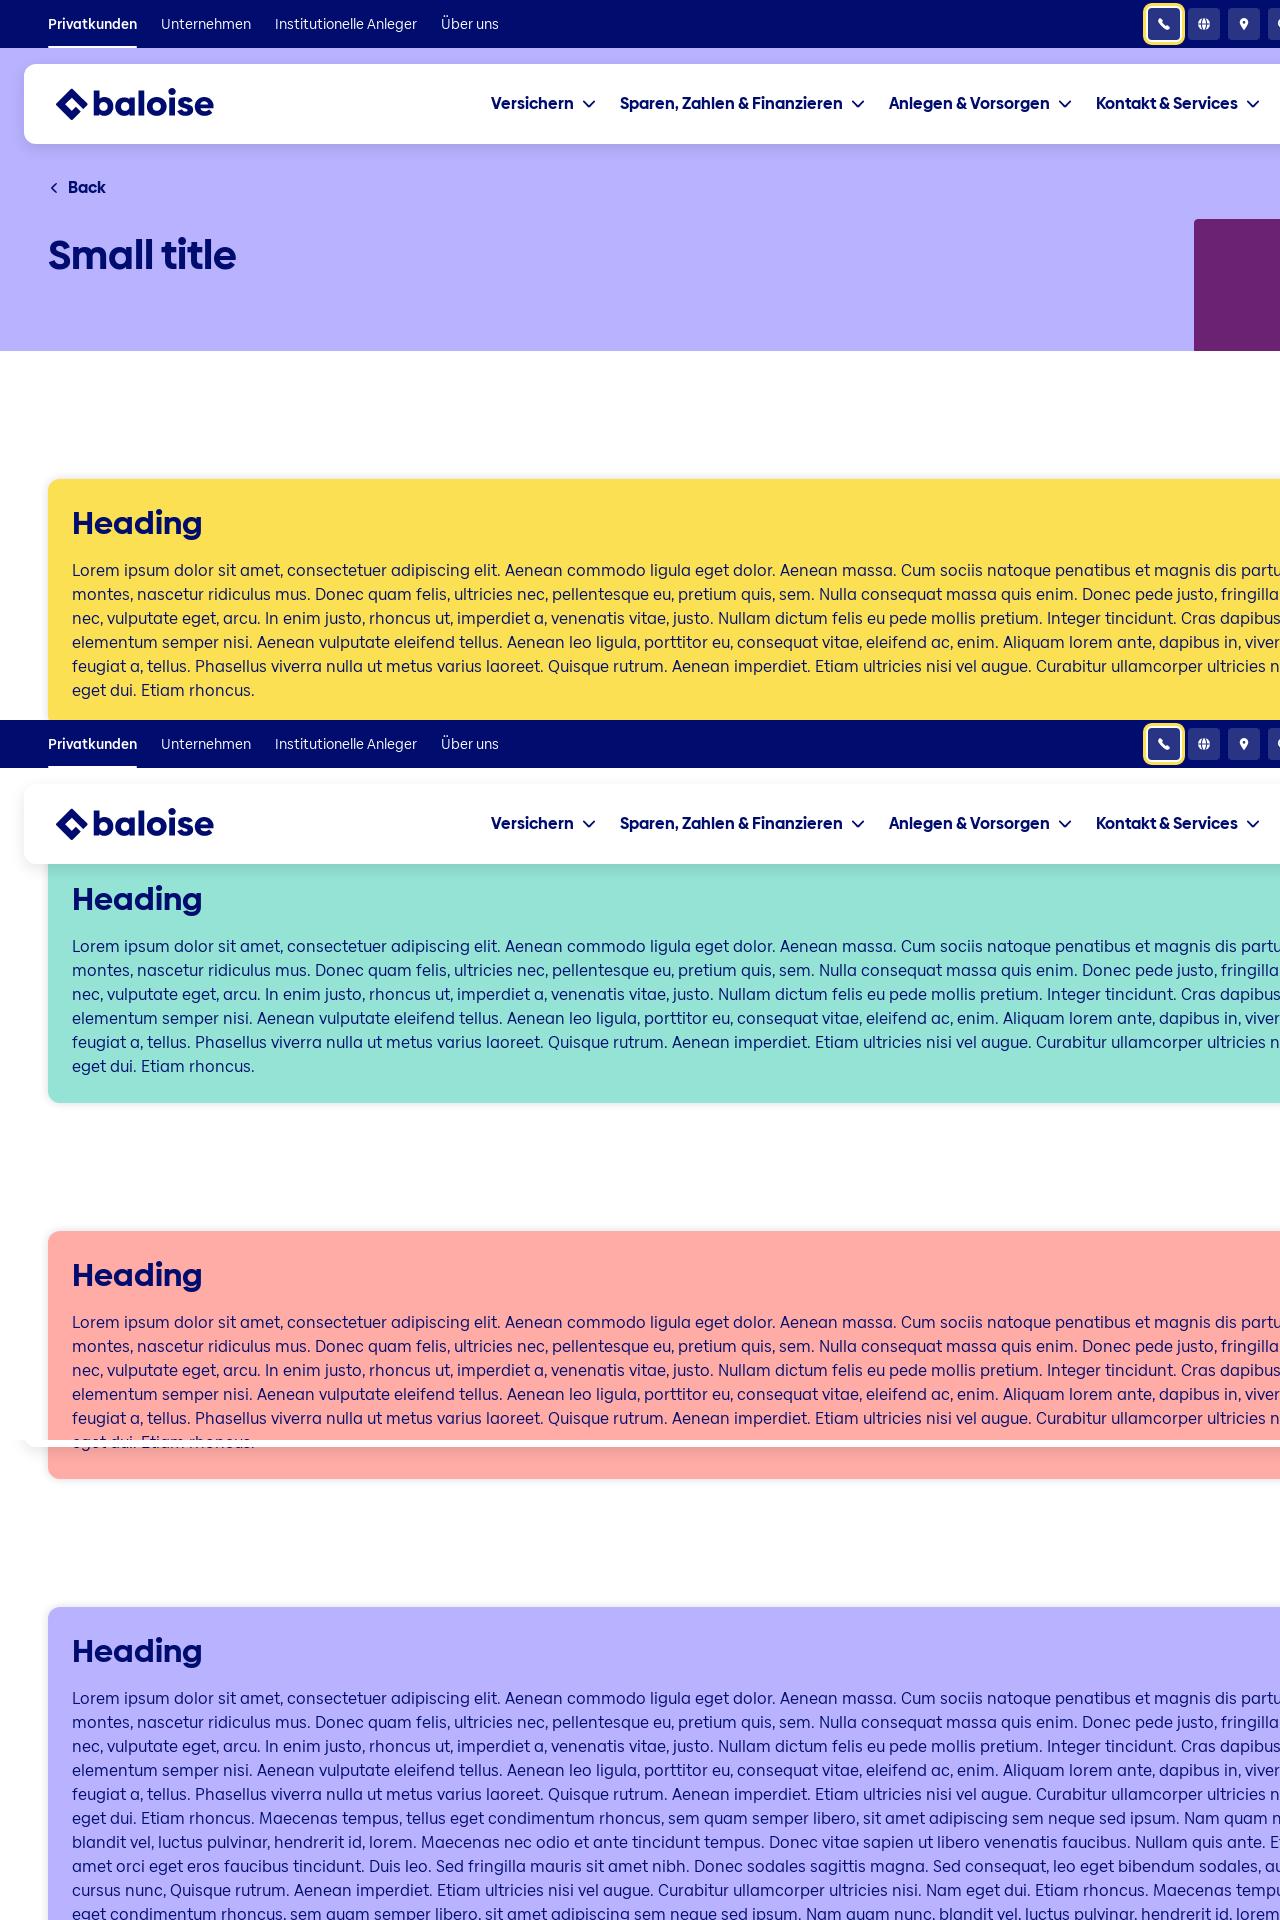 Privatkunden Unternehmen Institutionelle Anleger Über uns
baloise Versichern Sparen, Zahlen & Finanzieren Anlegen & Vorsorgen Kontakt & Services
Back
Small title
Heading
Lorem ipsum dolor sit amet, consectetuer adipiscing elit. Aenean commodo ligula eget dolor. Aenean massa. Cum sociis natoque penatibus et magnis dis
montes, nascetur ridiculus mus. Donec quam felis, ultricies nec, pellentesque eu, pretium quis, sem. Nulla consequat massa quis enim. Donec pede justo, fringilla
nec, vulputate eget, arcu. In enim justo, rhoncus ut, imperdiet a, venenatis vitae, justo. Nullam dictum felis eu pede mollis pretium. Integer tincidunt. Cras dapibus
elementum semper nisi. Aenean vulputate eleifend tellus. Aenean leo ligula, porttitor eu, consequat vitae, eleifend ac, enim. Aliquam lorem ante, dapibus in,
feugiat a, tellus. Phasellus viverra nulla ut metus varius laoreet. Quisque rutrum. Aenean imperdiet. Etiam ultricies nisi vel augue. Curabitur ullamcorper ultricies
eget dui. Etiam rhoncus.
Privatkunden Unternehmen Institutionelle Anleger Über uns
baloise Versichern Sparen, Zahlen & Finanzieren Anlegen & Vorsorgen Kontakt & Services
Heading
Lorem ipsum dolor sit amet, consectetuer adipiscing elit. Aenean commodo ligula eget dolor. Aenean massa. Cum sociis natoque penatibus et magnis dis
montes, nascetur ridiculus mus. Donec quam felis, ultricies nec, pellentesque eu, pretium quis, sem. Nulla consequat massa quis enim. Donec pede justo, fringilla
nec, vulputate eget, arcu. In enim justo, rhoncus ut, imperdiet a, venenatis vitae, justo. Nullam dictum felis eu pede mollis pretium. Integer tincidunt. Cras dapibus
elementum semper nisi. Aenean vulputate eleifend tellus. Aenean leo ligula, porttitor eu, consequat vitae, eleifend ac, enim. Aliquam lorem ante, dapibus in,
feugiat a, tellus. Phasellus viverra nulla ut metus varius laoreet. Quisque rutrum. Aenean imperdiet. Etiam ultricies nisi vel augue. Curabitur ullamcorper ultricies
eget dui. Etiam rhoncus.
Heading
Lorem ipsum dolor sit amet, consectetuer adipiscing elit. Aenean commodo ligula eget dolor. Aenean massa. Cum sociis natoque penatibus et magnis dis
montes, nascetur ridiculus mus. Donec quam felis, ultricies nec, pellentesque eu, pretium quis, sem. Nulla consequat massa quis enim. Donec pede justo, fringilla
nec, vulputate eget, arcu. In enim justo, rhoncus ut, imperdiet a, venenatis vitae, justo. Nullam dictum felis eu pede mollis pretium. Integer tincidunt. Cras dapibus
elementum semper nisi. Aenean vulputate eleifend tellus. Aenean leo ligula, porttitor eu, consequat vitae, eleifend ac, enim. Aliquam lorem ante, dapibus in,
feugiat a, tellus. Phasellus viverra nulla ut metus varius laoreet. Quisque rutrum. Aenean imperdiet. Etiam ultricies nisi vel augue. Curabitur ullamcorper ultricies
eget dui. Etiam rhoncus.
Heading
Lorem ipsum dolor sit amet, consectetuer adipiscing elit. Aenean commodo ligula eget dolor. Aenean massa. Cum sociis natoque penatibus et magnis dis
montes, nascetur ridiculus mus. Donec quam felis, ultricies nec, pellentesque eu, pretium quis, sem. Nulla consequat massa quis enim. Donec pede justo, fringilla
nec, vulputate eget, arcu. In enim justo, rhoncus ut, imperdiet a, venenatis vitae, justo. Nullam dictum felis eu pede mollis pretium. Integer tincidunt. Cras dapibus
elementum semper nisi. Aenean vulputate eleifend tellus. Aenean leo ligula, porttitor eu, consequat vitae, eleifend ac, enim. Aliquam lorem ante, dapibus in,
feugiat a, tellus. Phasellus viverra nulla ut metus varius laoreet. Quisque rutrum. Aenean imperdiet. Etiam ultricies nisi vel augue. Curabitur ullamcorper ultricies
eget dui. Etiam rhoncus. Maecenas tempus, tellus eget condimentum rhoncus, sem quam semper libero, sit amet adipiscing sem neque sed ipsum. Nam quam
blandit vel, luctus pulvinar, hendrerit id, lorem. Maecenas nec odio et ante tincidunt tempus. Donec vitae sapien ut libero venenatis faucibus. Nullam quis ante.
amet orci eget eros faucibus tincidunt. Duis leo. Sed fringilla mauris sit amet nibh. Donec sodales sagittis magna. Sed consequat, leo eget bibendum sodales,
cursus nunc, Quisque rutrum. Aenean imperdiet. Etiam ultricies nisi vel augue. Curabitur ullamcorper ultricies nisi. Nam eget dui. Etiam rhoncus. Maecenas
eget condimentum rhoncus, sem quam semper libero, sit amet adipiscing sem neque sed ipsum. Nam quam nunc, blandit vel, luctus pulvinar, hendrerit id, lorem